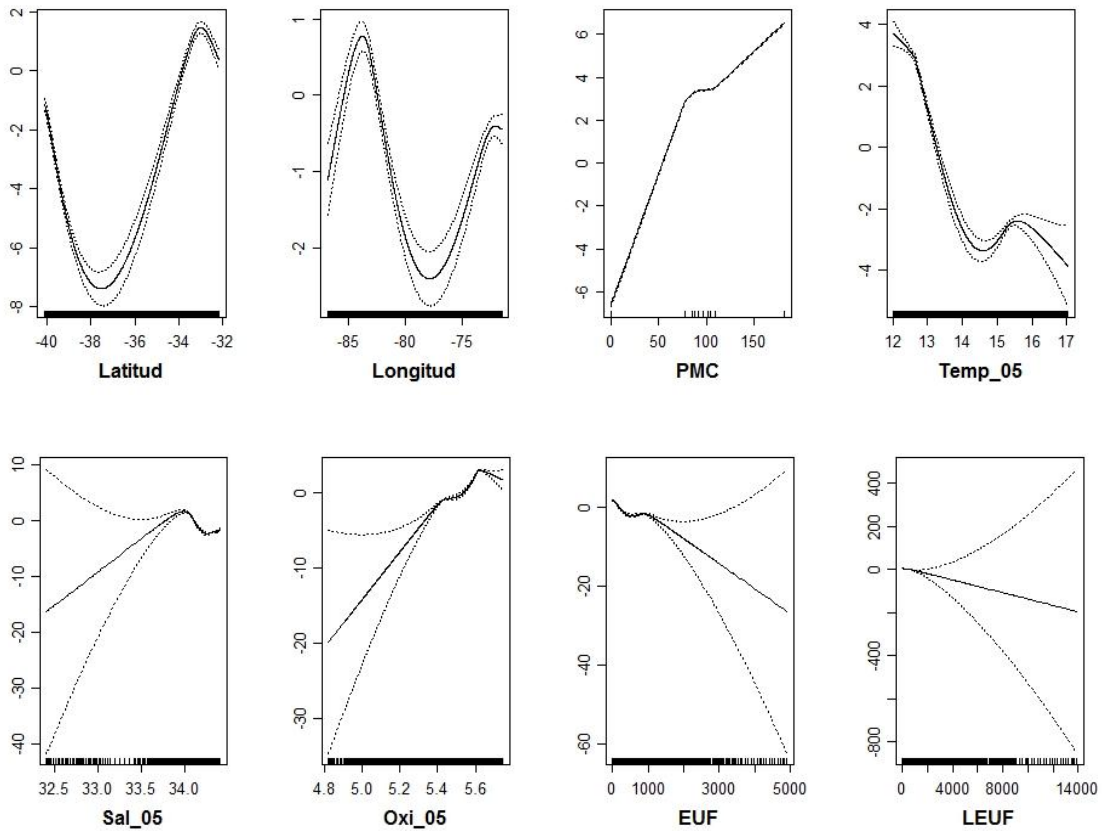 2
0
-2
-4
-6
-8
-40 -38 -36 -34 -32
Latitud
1
0
-1
-2
-85 -80 -75
Longitud
6
4
2
0
-2
-4
-6
0 50 100 150
PMC
4
2
0
-2
-4
12 13 14 15 16 17
Temp_05
10
0
-10
-20
-30
-40
32.5 33.0 33.5 34.0
Sal_05
0
-10
-20
-30
4.8 5.0 5.2 5.4 5.6
Oxi_05
0
-20
-40
-60
0 1000 3000 5000
EUF
400
200
0
-400
-800
0 4000 8000 14000
LEUF